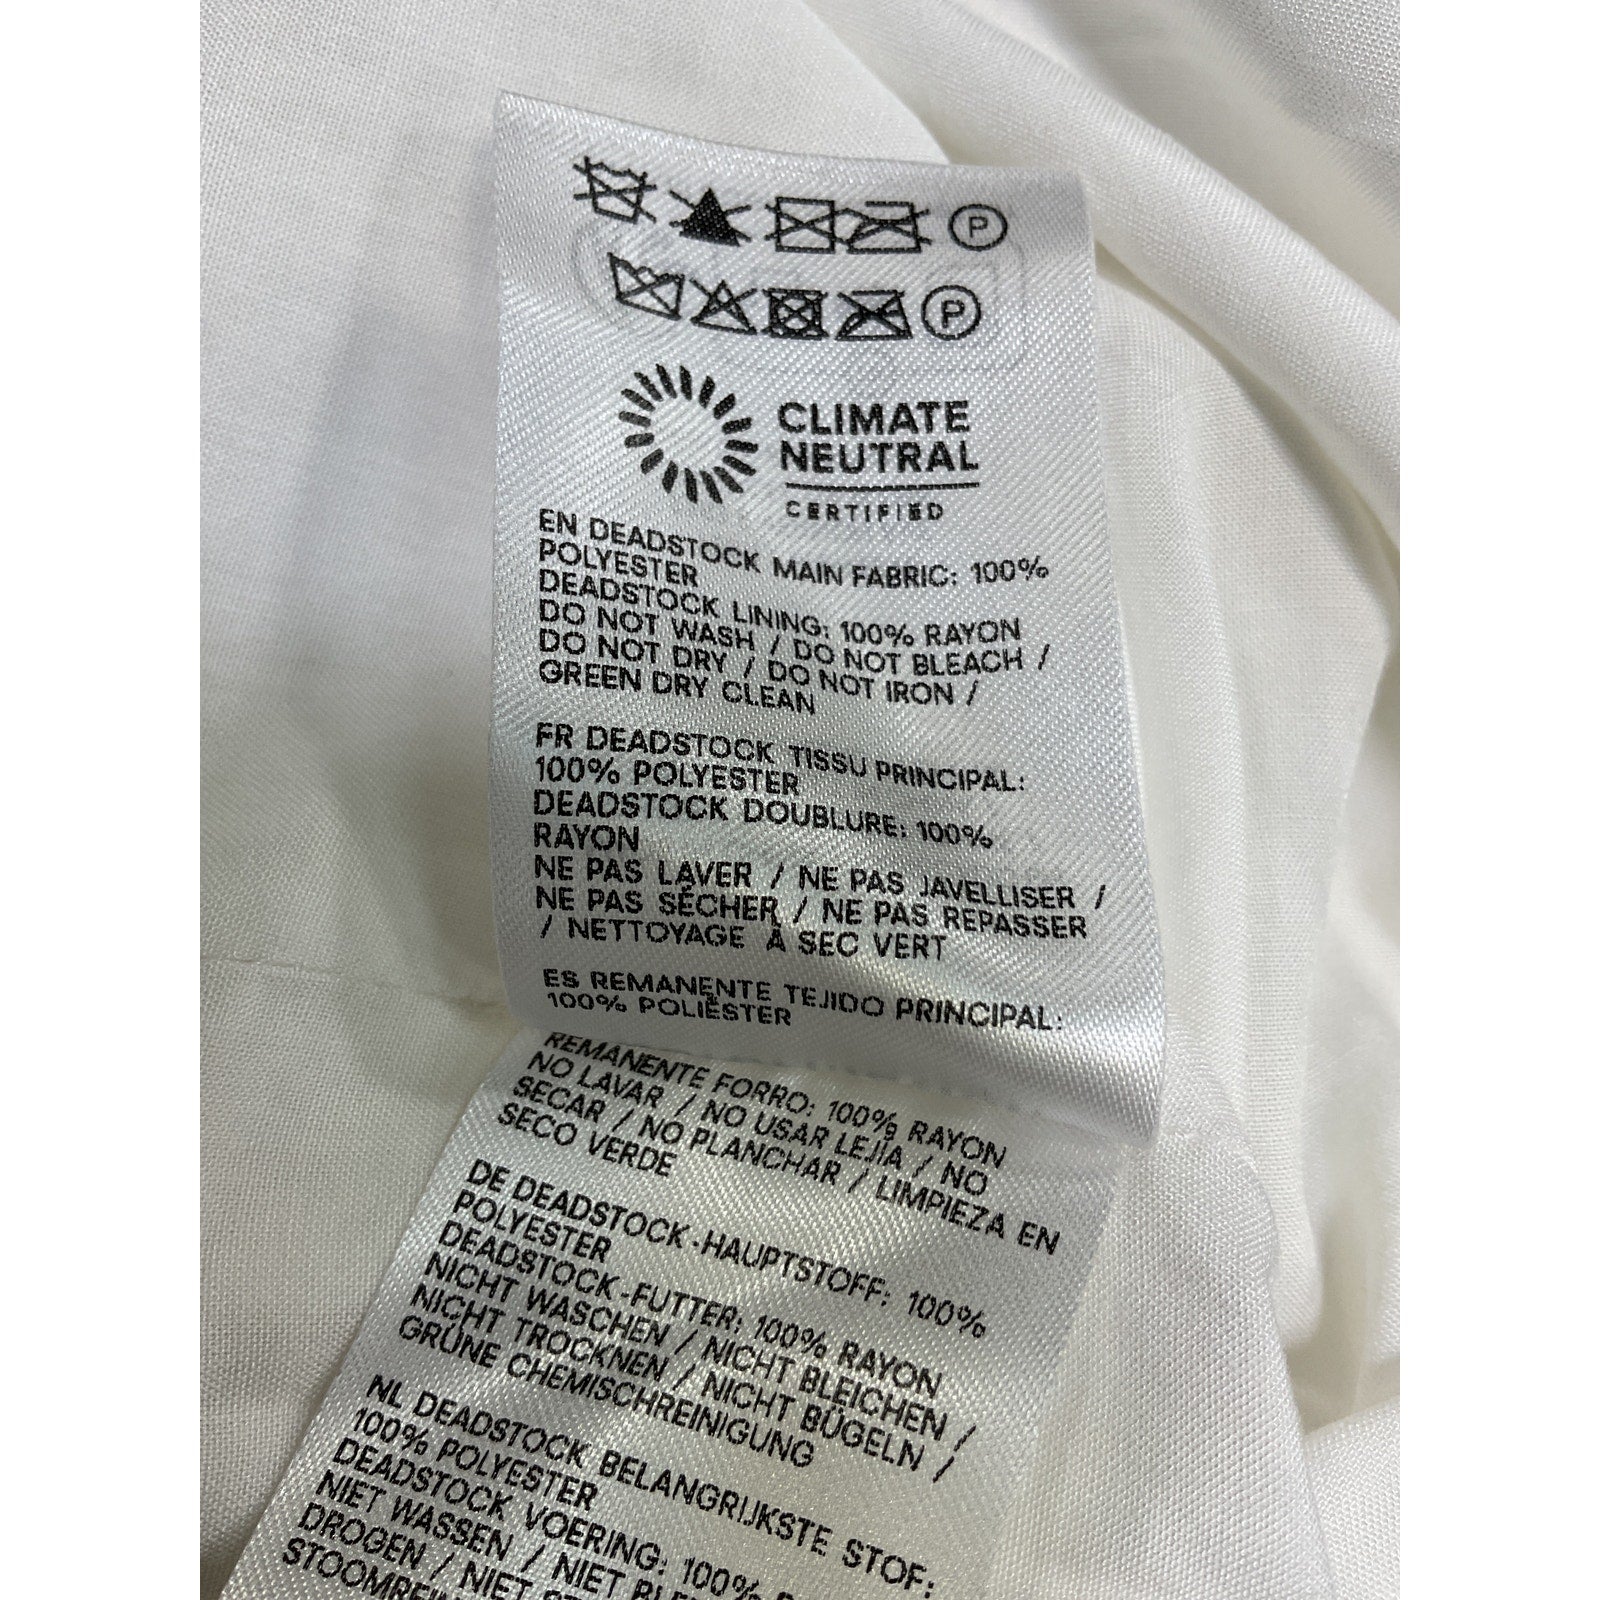 P
P
CLIMATE
NEUTRAL
CERTIFIED
EN DEADSTOCK MAIN FABRIC: 100%
POLYESTER
DEADSTOCK LINING: 100% RAYON
DO NOT WASH / DO NOT BLEACH /
DO NOT DRY / DO NOT IRON /
GREEN DRY CLEAN
FR DEADSTOCK TISSU PRINCIPAL:
100% POLYESTER
DEADSTOCK DOUBLURE: 100%
RAYON
NE PAS LAVER / NE PAS JAVELLISER /
NE PAS SÉCHER / NE PAS REPASSER
/ NETTOYAGE À SEC VERT
ES REMANENTE TEJIDO PRINCIPAL:
100% POLIÉSTER
REMANENTE FORRO: 100% RAYON
NO LAVAR / NO USAR LEJÍA / NO
SECAR / NO PLANCHAR / LIMPIEZA EN
SECO VERDE
DE DEADSTOCK-HAUPTSTOFF: 100%
POLYESTER
DEADSTOCK-FUTTER: 100% RAYON
NICHT WASCHEN / NICHT BLEICHEN /
NICHT TROCKNEN / NICHT BÜGELN /
GRÜNE CHEMISCHREINIGUNG
NL DEADSTOCK BELANGRIJKSTE STOF:
100% POLYESTER
DEADSTOCK VOERING: 100%
NIET WASSEN / NIET
DROGEN / NIET